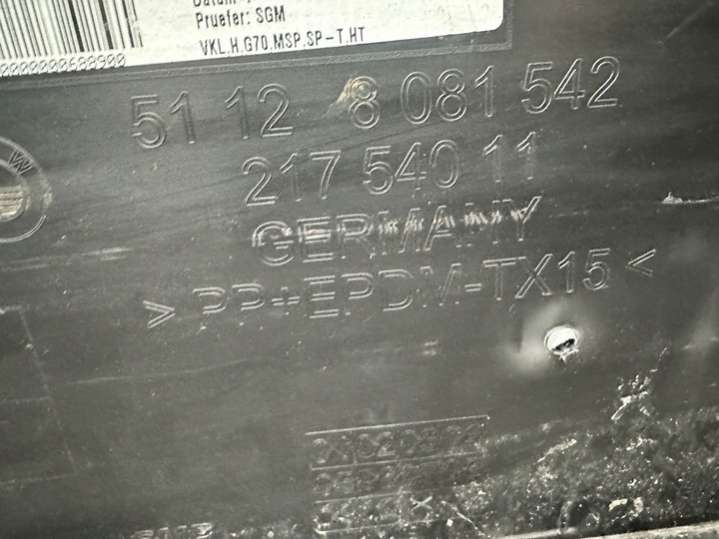 Pruefer: SGM
VKL.H.G70.MSP.SP-T.HT
51 12 8 081 542
217 540 11
GERMANY
> PP+EPDM-TX15 <